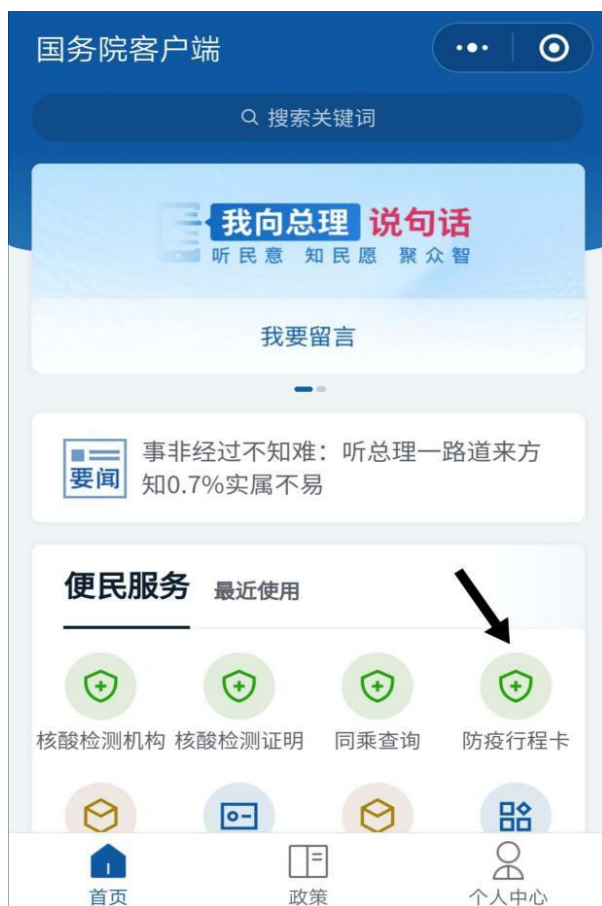 国务院客户端
搜索关键词
我向总理 说句话
听民意 知民愿 聚众智
我要留言
要闻
事非经过不知难：听总理一路道来方
知0.7%实属不易
便民服务 最近使用
核酸检测机构 核酸检测证明 同乘查询 防疫行程卡
首页 政策 个人中心